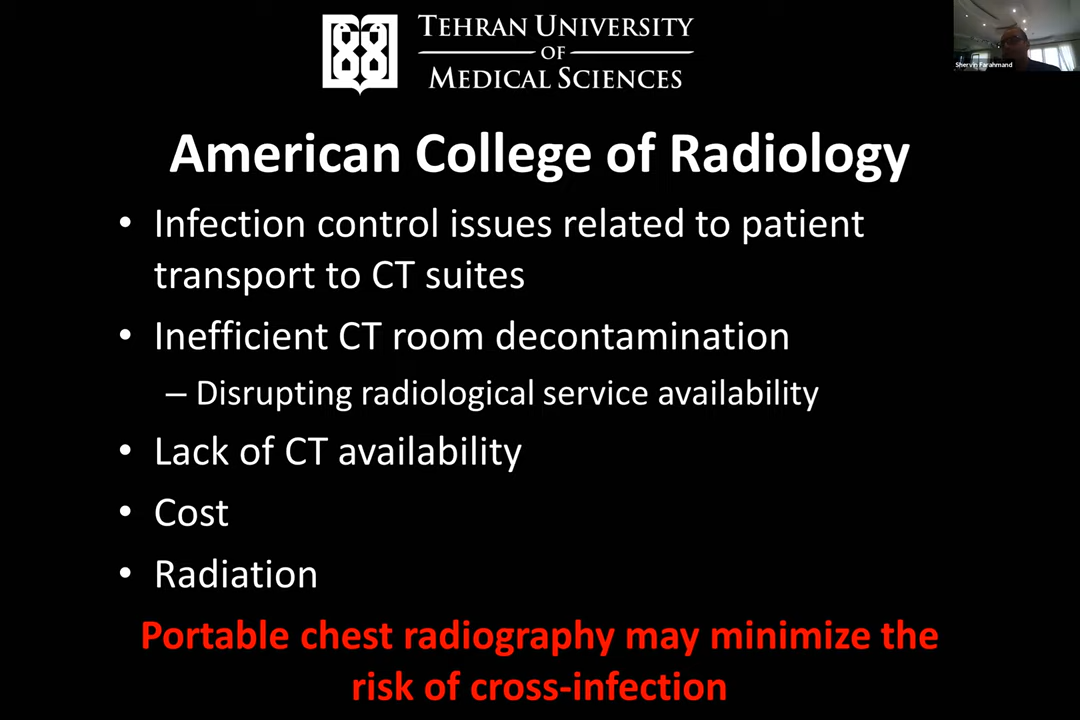 TEHRAN UNIVERSITY
OF
MEDICAL SCIENCES
Shervin Farahmand
American College of Radiology
• Infection control issues related to patient
transport to CT suites
• Inefficient CT room decontamination
– Disrupting radiological service availability
• Lack of CT availability
• Cost
• Radiation
Portable chest radiography may minimize the
risk of cross-infection